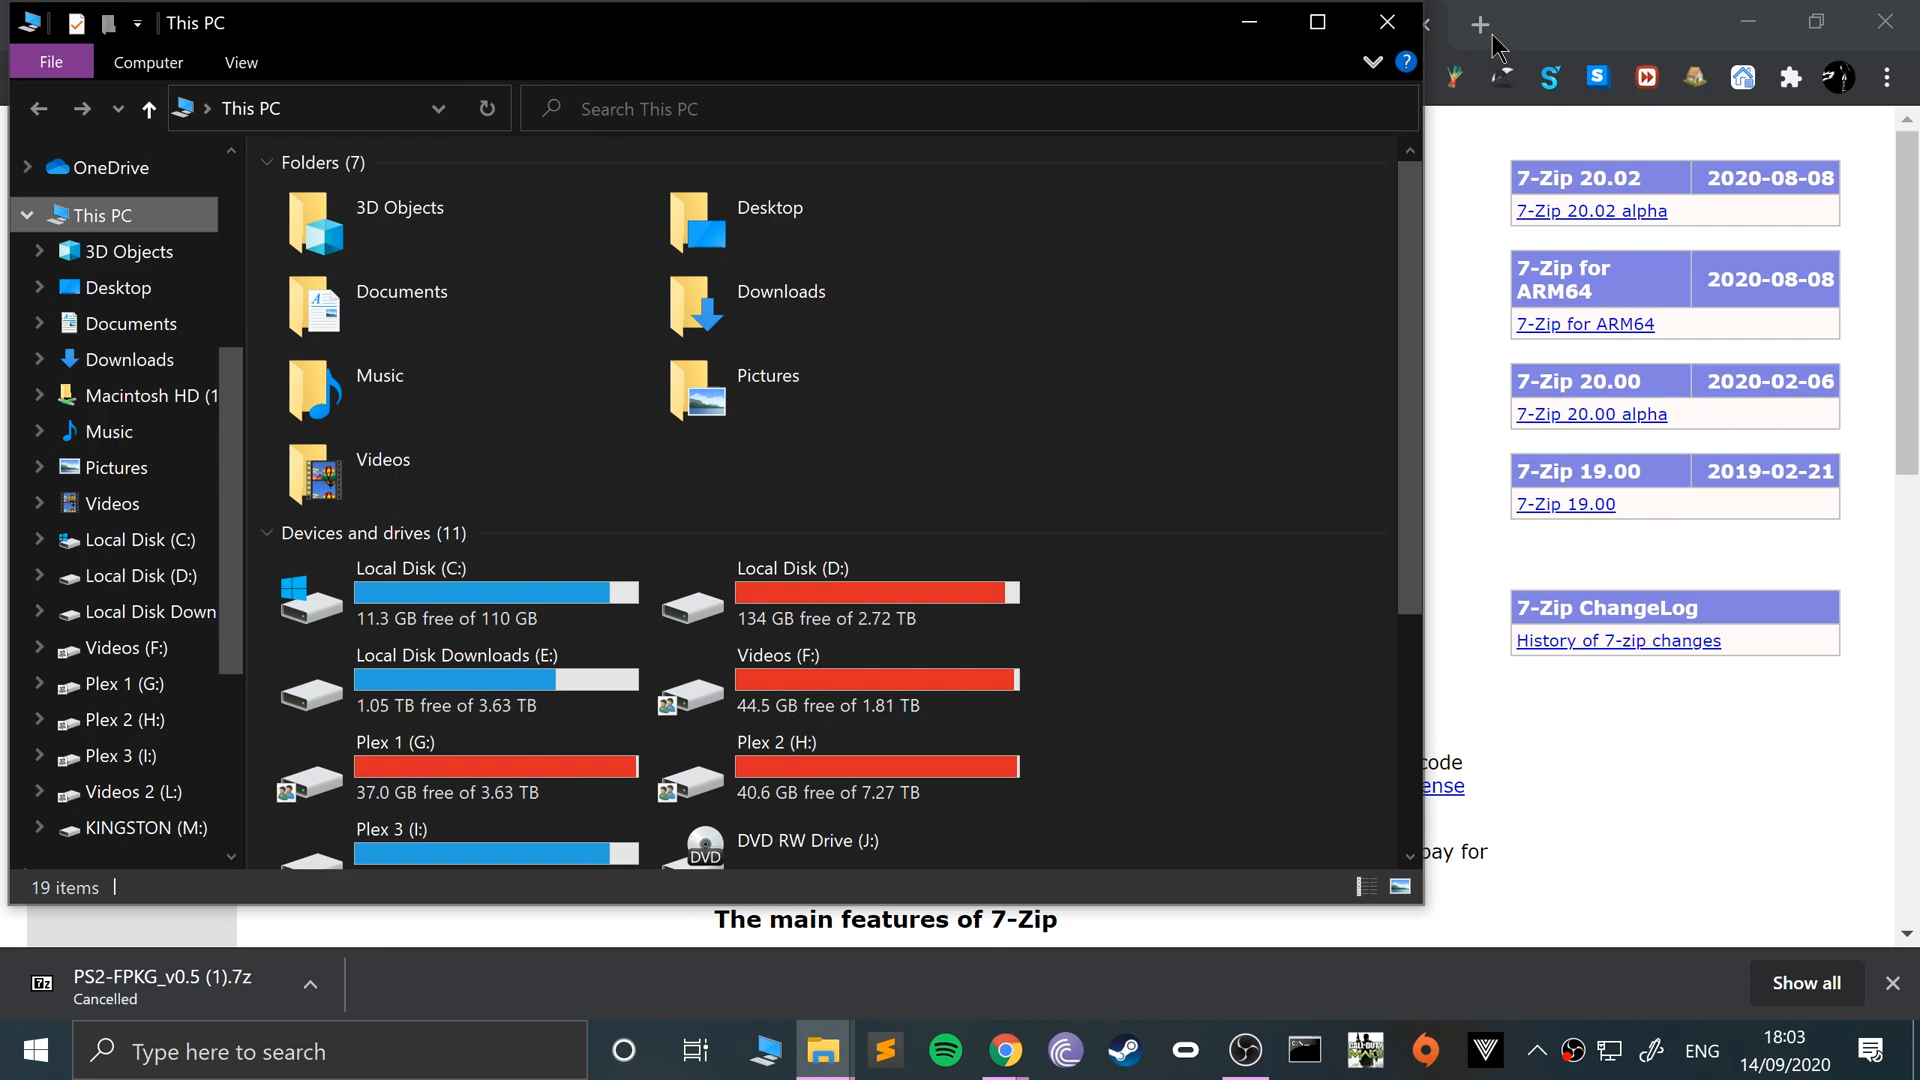 This PC
File
Computer
View
?
This PC
Search This PC
OneDrive
This PC
3D Objects
Desktop
Documents
Downloads
Macintosh HD (1
Music
Pictures
Videos
Local Disk (C:)
Local Disk (D:)
Local Disk Down
Videos (F:)
Plex 1 (G:)
Plex 2 (H:)
Plex 3 (I:)
Videos 2 (L:)
KINGSTON (M:)
Folders (7)
3D Objects
Desktop
Documents
Downloads
Music
Pictures
Videos
Devices and drives (11)
Local Disk (C:)
11.3 GB free of 110 GB
Local Disk (D:)
134 GB free of 2.72 TB
Local Disk Downloads (E:)
1.05 TB free of 3.63 TB
Videos (F:)
44.5 GB free of 1.81 TB
Plex 1 (G:)
37.0 GB free of 3.63 TB
Plex 2 (H:)
40.6 GB free of 7.27 TB
Plex 3 (I:)
DVD
DVD RW Drive (J:)
19 items
7-Zip 20.02 2020-08-08
7-Zip 20.02 alpha
7-Zip for ARM64 2020-08-08
7-Zip for ARM64
7-Zip 20.00 2020-02-06
7-Zip 20.00 alpha
7-Zip 19.00 2019-02-21
7-Zip 19.00
7-Zip ChangeLog
History of 7-zip changes
code
ense
pay for
The main features of 7-Zip
7z
PS2-FPKG_v0.5 (1).7z
Cancelled
Show all
Type here to search
ENG
18:03
14/09/2020